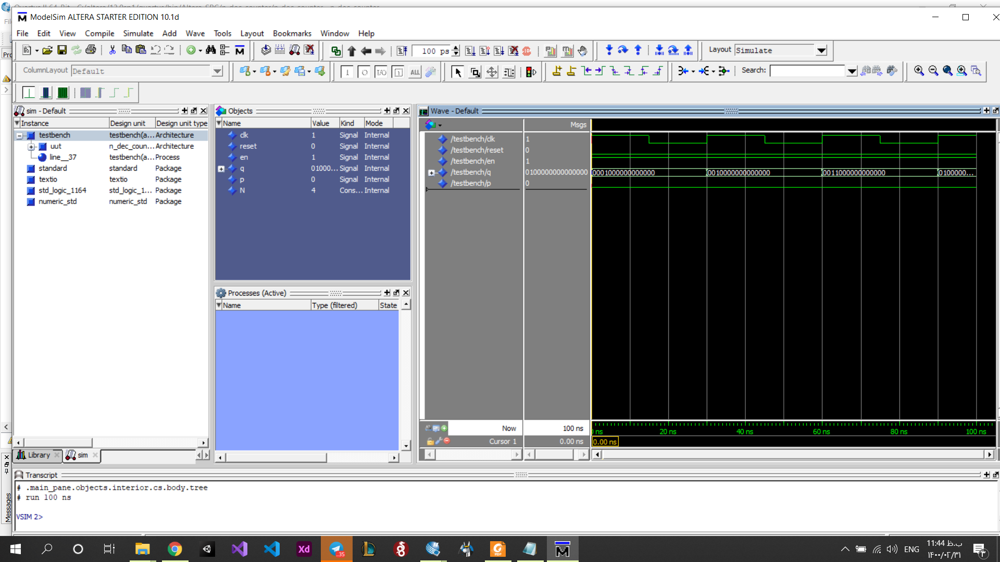 ModelSim ALTERA STARTER EDITION 10.1d
File Edit View Compile Simulate Add Wave Tools Layout Bookmarks Window Help
100 ps
Layout Simulate
ColumnLayout Default
Search:
sim - Default
Instance Design unit Design unit type
testbench testbench(a... Architecture
uut n_dec_coun... Architecture
line__37 testbench(a... Process
standard standard Package
textio textio Package
std_logic_1164 std_logic_1... Package
numeric_std numeric_std Package
Library sim
Objects
Name Value Kind Mode
clk 1 Signal Internal
reset 0 Signal Internal
en 1 Signal Internal
q 01000... Signal Internal
p 0 Signal Internal
N 4 Cons... Internal
Processes (Active)
Name Type (filtered) State
Wave - Default
Msgs
/testbench/clk 1
/testbench/reset 0
/testbench/en 1
/testbench/q 0100000000000000 0001000000000000 0010000000000000 0011000000000000 0100000...
/testbench/p 0
Now 100 ns
ns 20 ns 40 ns 60 ns 80 ns 100 ns
Cursor 1 0.00 ns 0.00 ns
Transcript
# .main_pane.objects.interior.cs.body.tree
# run 100 ns
VSIM 2>
Messages
Xd
..35
PDF
ENG
11:44 ب.ظ
۱۴۰۰/۰۲/۳۱
۳